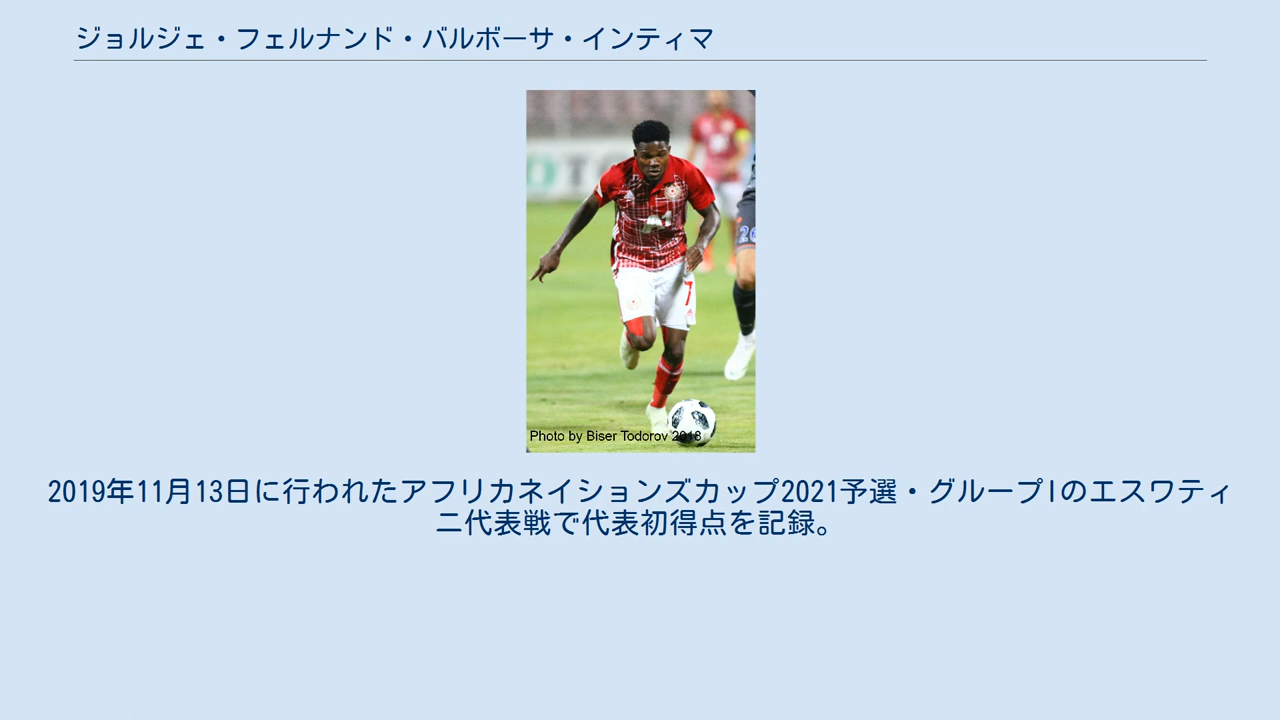 ジョルジェ・フェルナンド・バルボーサ・インティマ
26
7
Photo by Biser Todorov 2018
2019年11月13日に行われたアフリカネイションズカップ2021予選・グループIのエスワティ
ニ代表戦で代表初得点を記録。